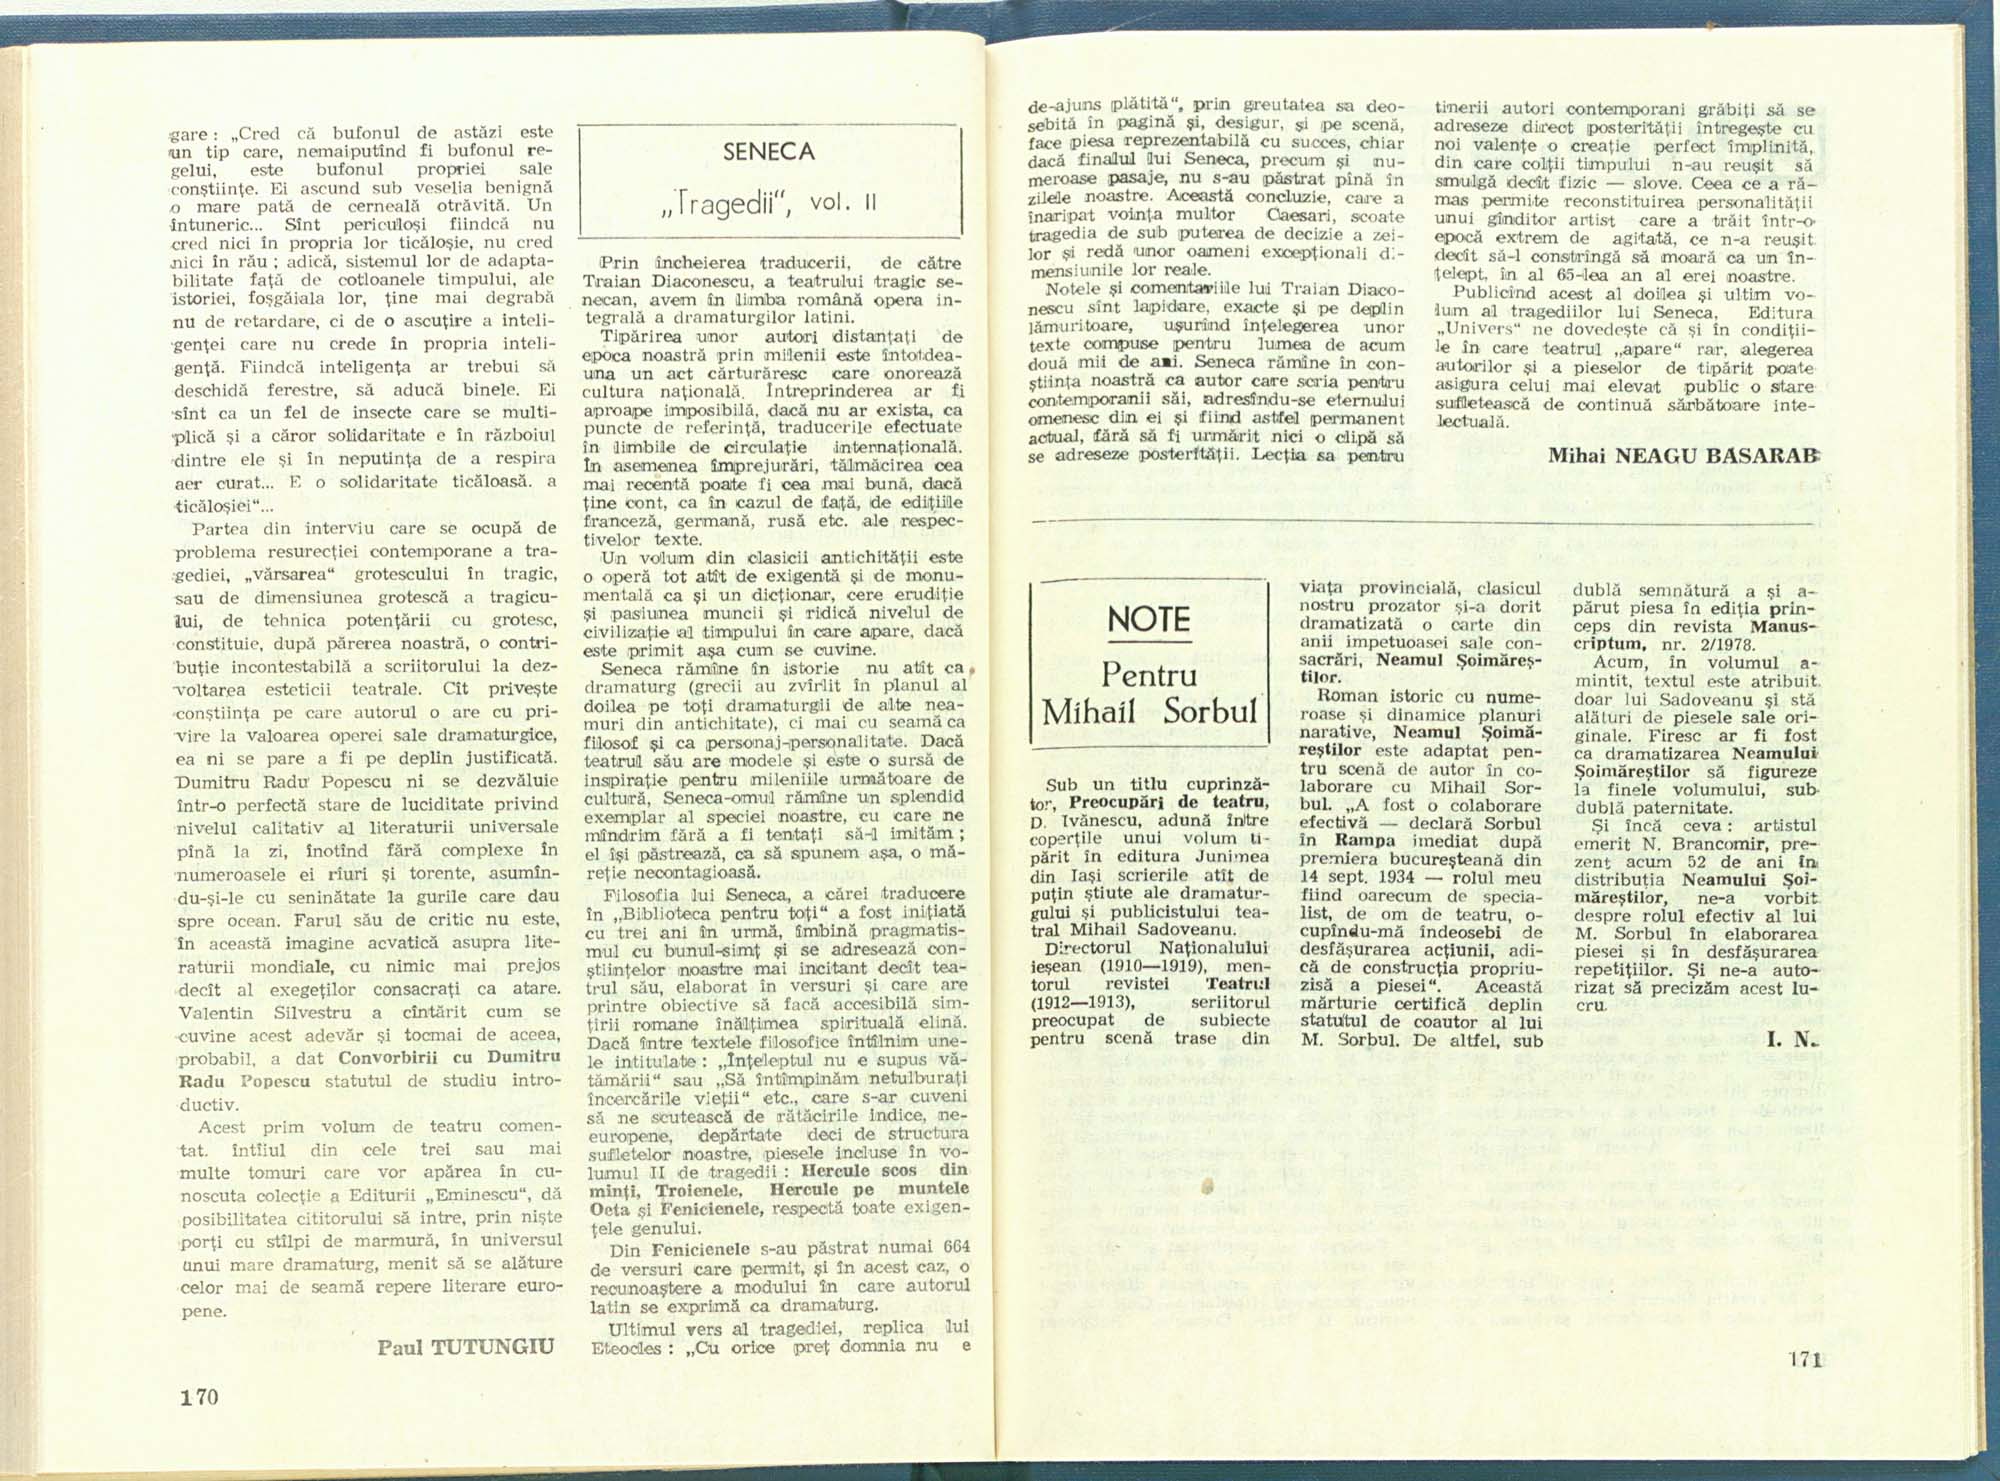 gare : „Cred că bufonul de astăzi este
un tip care, nemaiputînd fi bufonul re-
gelui, este bufonul propriei sale
conștiințe. Ei ascund sub veselia benignă
o mare pată de cerneală otrăvită. Un
întuneric... Sînt periculoși fiindcă nu
cred nici în propria lor ticăloșie, nu cred
nici în rău ; adică, sistemul lor de adapta-
bilitate față de cotloanele timpului, ale
istoriei, foșgăiala lor, ține mai degrabă
nu de retardare, ci de o ascuțire a inteli-
genței care nu crede în propria inteli-
gență. Fiindcă inteligența ar trebui să
deschidă ferestre, să aducă binele. Ei
sînt ca un fel de insecte care se multi-
plică și a căror solidaritate e în războiul
dintre ele și în neputința de a respira
aer curat... E o solidaritate ticăloasă. a
ticăloșiei“...
Partea din interviu care se ocupă de
problema resurecției contemporane a tra-
gediei, „vărsarea“ grotescului în tragic,
sau de dimensiunea grotescă a tragicu-
lui, de tehnica potențării cu grotesc,
constituie, după părerea noastră, o contri-
buție incontestabilă a scriitorului la dez-
voltarea esteticii teatrale. Cît privește
conștiința pe care autorul o are cu pri-
vire la valoarea operei sale dramaturgice,
ea ni se pare a fi pe deplin justificată.
Dumitru Radu Popescu ni se dezvăluie
într-o perfectă stare de luciditate privind
nivelul calitativ al literaturii universale
pînă la zi, înotînd fără complexe în
numeroasele ei rîuri și torente, asumîn-
du-și-le cu seninătate la gurile care dau
spre ocean. Farul său de critic nu este,
în această imagine acvatică asupra lite-
raturii mondiale, cu nimic mai prejos
decît al exegeților consacrați ca atare.
Valentin Silvestru a cîntărit cum se
cuvine acest adevăr și tocmai de aceea,
probabil, a dat Convorbirii cu Dumitru
Radu Popescu statutul de studiu intro-
ductiv.
Acest prim volum de teatru comen-
tat. întîiul din cele trei sau mai
multe tomuri care vor apărea în cu-
noscuta colecție a Editurii „Eminescu“, dă
posibilitatea cititorului să intre, prin niște
porți cu stîlpi de marmură, în universul
unui mare dramaturg, menit să se alăture
celor mai de seamă repere literare euro-
pene.
Paul TUTUNGIU
170
SENECA
„Tragedii“, vol. II
Prin încheierea traducerii, de către
Traian Diaconescu, a teatrului tragic se-
necan, avem în limba română opera in-
tegrală a dramaturgilor latini.
Tipărirea unor autori distanțați de
epoca noastră prin milenii este întotdea-
una un act cărturăresc care onorează
cultura națională. Întreprinderea ar fi
aproape imposibilă, dacă nu ar exista, ca
puncte de referință, traducerile efectuate
în limbile de circulație internațională.
În asemenea împrejurări, tălmăcirea cea
mai recentă poate fi cea mai bună, dacă
ține cont, ca în cazul de față, de edițiile
franceză, germană, rusă etc. ale respec-
tivelor texte.
Un volum din clasicii antichității este
o operă tot atît de exigentă și de monu-
mentală ca și un dicționar, cere erudiție
și pasiunea muncii și ridică nivelul de
civilizație al timpului în care apare, dacă
este primit așa cum se cuvine.
Seneca rămîne în istorie nu atît ca
dramaturg (grecii au zvîrlit în planul al
doilea pe toți dramaturgii de alte nea-
muri din antichitate), ci mai cu seamă ca
filosof și ca personaj-personalitate. Dacă
teatrul său are modele și este o sursă de
inspirație pentru mileniile următoare de
cultură, Seneca-omul rămîne un splendid
exemplar al speciei noastre, cu care ne
mîndrim fără a fi tentați să-l imităm ;
el își păstrează, ca să spunem așa, o mă-
reție necontagioasă.
Filosofia lui Seneca, a cărei traducere
în „Biblioteca pentru toți“ a fost inițiată
cu trei ani în urmă, îmbină pragmatis-
mul cu bunul-simț și se adresează con-
științelor noastre mai incitant decît tea-
trul său, elaborat în versuri și care are
printre obiective să facă accesibilă sim-
țirii romane înălțimea spirituală elină.
Dacă între textele filosofice întîlnim une-
le intitulate : „Înțeleptul nu e supus vă-
tămării“ sau „Să întîmpinăm netulburați
încercările vieții“ etc., care s-ar cuveni
să ne scutească de rătăcirile indice, ne-
europene, depărtate deci de structura
sufletelor noastre, piesele incluse în vo-
lumul II de tragedii : Hercule scos din
minți, Troienele, Hercule pe muntele
Oeta și Fenicienele, respectă toate exigen-
țele genului.
Din Fenicienele s-au păstrat numai 664
de versuri care permit, și în acest caz, o
recunoaștere a modului în care autorul
latin se exprimă ca dramaturg.
Ultimul vers al tragediei, replica lui
Eteocles : „Cu orice preț domnia nu e
de-ajuns plătită“, prin greutatea sa deo-
sebită în pagină și, desigur, și pe scenă,
face piesa reprezentabilă cu succes, chiar
dacă finalul lui Seneca, precum și nu-
meroase pasaje, nu s-au păstrat pînă în
zilele noastre. Această concluzie, care a
înaripat voința multor Caesari, scoate
tragedia de sub puterea de decizie a zei-
lor și redă unor oameni excepționali di-
mensiunile lor reale.
Notele și comentariile lui Traian Diaco-
nescu sînt lapidare, exacte și pe deplin
lămuritoare, ușurînd înțelegerea unor
texte compuse pentru lumea de acum
două mii de ani. Seneca rămîne în con-
știința noastră ca autor care scria pentru
contemporanii săi, adresîndu-se eternului
omenesc din ei și fiind astfel permanent
actual, fără să fi urmărit nici o clipă să
se adreseze posterității. Lecția sa pentru
tinerii autori contemporani grăbiți să se
adreseze direct posterității întregește cu
noi valențe o creație perfect împlinită,
din care colții timpului n-au reușit să
smulgă decît fizic — slove. Ceea ce a ră-
mas permite reconstituirea personalității
unui gînditor artist care a trăit într-o
epocă extrem de agitată, ce n-a reușit
decît să-l constrîngă să moară ca un în-
țelept, în al 65-lea an al erei noastre.
Publicînd acest al doilea și ultim vo-
lum al tragediilor lui Seneca, Editura
„Univers“ ne dovedește că și în condiții-
le în care teatrul „apare“ rar, alegerea
autorilor și a pieselor de tipărit poate
asigura celui mai elevat public o stare
sufletească de continuă sărbătoare inte-
lectuală.
Mihai NEAGU BASARAB
NOTE
Pentru
Mihail Sorbul
Sub un titlu cuprinză-
tor, Preocupări de teatru,
D. Ivănescu, adună între
coperțile unui volum ti-
părit în editura Junimea
din Iași scrierile atît de
puțin știute ale dramatur-
gului și publicistului tea-
tral Mihail Sadoveanu.
Directorul Naționalului
ieșean (1910—1919), men-
torul revistei Teatrul
(1912—1913), seriitorul
preocupat de subiecte
pentru scenă trase din
viața provincială, clasicul
nostru prozator și-a dorit
dramatizată o carte din
anii impetuoasei sale con-
sacrări, Neamul Șoimăreș-
tilor.
Roman istoric cu nume-
roase și dinamice planuri
narative, Neamul Șoimă-
reștilor este adaptat pen-
tru scenă de autor în co-
laborare cu Mihail Sor-
bul. „A fost o colaborare
efectivă — declară Sorbul
în Rampa imediat după
premiera bucureșteană din
14 sept. 1934 — rolul meu
fiind oarecum de specia-
list, de om de teatru, o-
cupîndu-mă îndeosebi de
desfășurarea acțiunii, adi-
că de construcția propriu-
zisă a piesei“. Această
mărturie certifică deplin
statutul de coautor al lui
M. Sorbul. De altfel, sub
dublă semnătură a și a-
părut piesa în ediția prin-
ceps din revista Manus-
criptum, nr. 2/1978.
Acum, în volumul a-
mintit, textul este atribuit
doar lui Sadoveanu și stă
alături de piesele sale ori-
ginale. Firesc ar fi fost
ca dramatizarea Neamului
Șoimăreștilor să figureze
la finele volumului, sub
dublă paternitate.
Și încă ceva : artistul
emerit N. Brancomir, pre-
zent acum 52 de ani în
distribuția Neamului Șoi-
măreștilor, ne-a vorbit
despre rolul efectiv al lui
M. Sorbul în elaborarea
piesei și în desfășurarea
repetițiilor. Și ne-a auto-
rizat să precizăm acest lu-
cru.
I. N.
171